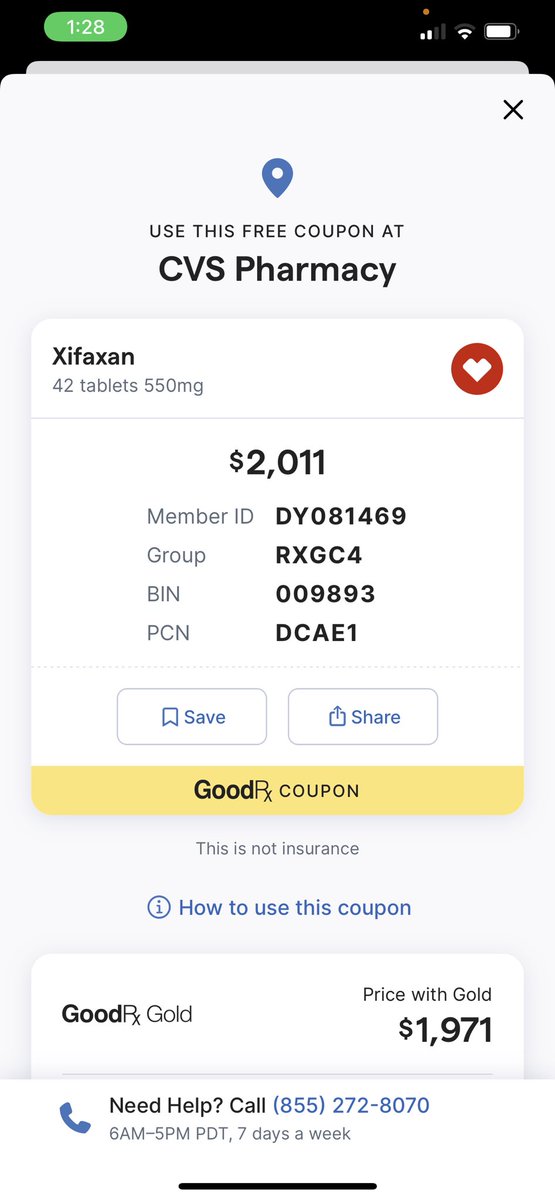 1:28
USE THIS FREE COUPON AT
CVS Pharmacy
Xifaxan
42 tablets 550mg
$2,011
Member ID DY081469
Group RXGC4
BIN 009893
PCN DCAE1
Save Share
GoodRx COUPON
This is not insurance
How to use this coupon
Price with Gold
GoodRx Gold
$1,971
Need Help? Call (855) 272-8070
6AM–5PM PDT, 7 days a week